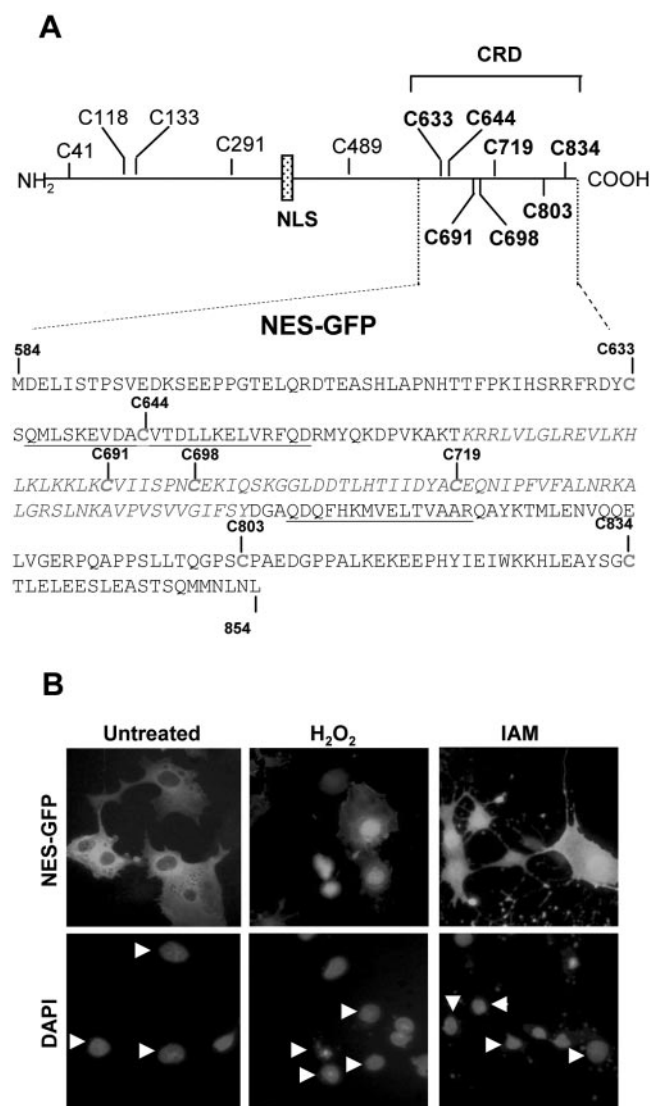 A
CRD
C118 C133 C633 C644
C41 C291 C489 C719 C834
NH2 COOH
NLS C803
C691 C698
NES-GFP
584 C633
MDELISTPSVEDKSEEPPGTELQRDTEASHLAPNHTTFPKIHSRRFRDYC
C644
SQMLSKEVDACVTDLLKELVRFQDRMYQKDPVKAKTKRRLVLGLREVLKH
C691 C698 C719
LKLKKLKCVIISPNCEKIQSKGGLDDTLHTIIDYACEQNIPFVFALNRKA
LGRSLNKAVPVSVVGIFSYDGAQDQFHKMVELTVAARQAYKTMLENVQQE
C803 C834
LVGERPQAPPSLLTQGPSCPAEDGPPALKEKEEPHYIEIWKKHLEAYSGC
TLELEESLEASTSQMMNLNL
854
B
Untreated H2O2 IAM
NES-GFP
DAPI